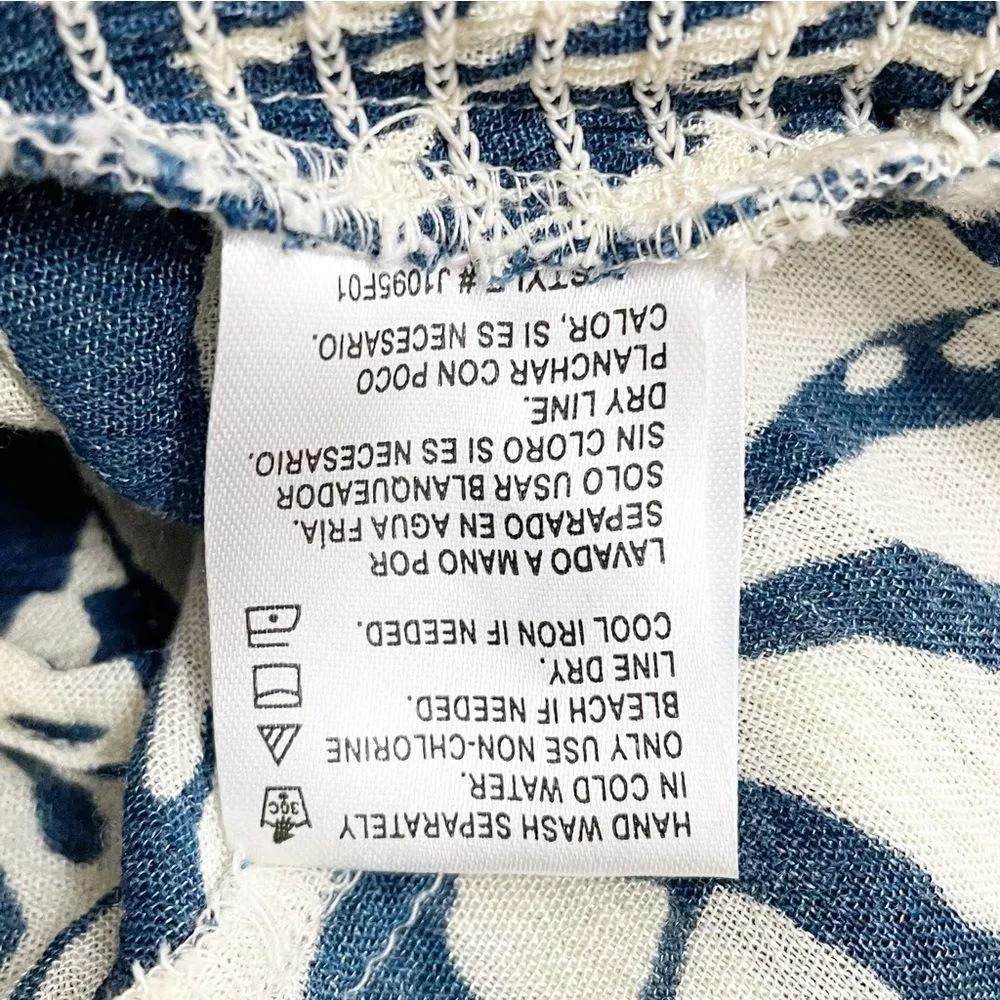 HAND WASH SEPARATELY
IN COLD WATER.
ONLY USE NON-CHLORINE
BLEACH IF NEEDED.
LINE DRY.
COOL IRON IF NEEDED.
30C
LAVADO A MANO POR
SEPARADO EN AGUA FRÍA.
SOLO USAR BLANQUEADOR
SIN CLORO SI ES NECESARIO.
DRY LINE.
PLANCHAR CON POCO
CALOR, SI ES NECESARIO.
STYLE # J1095F01